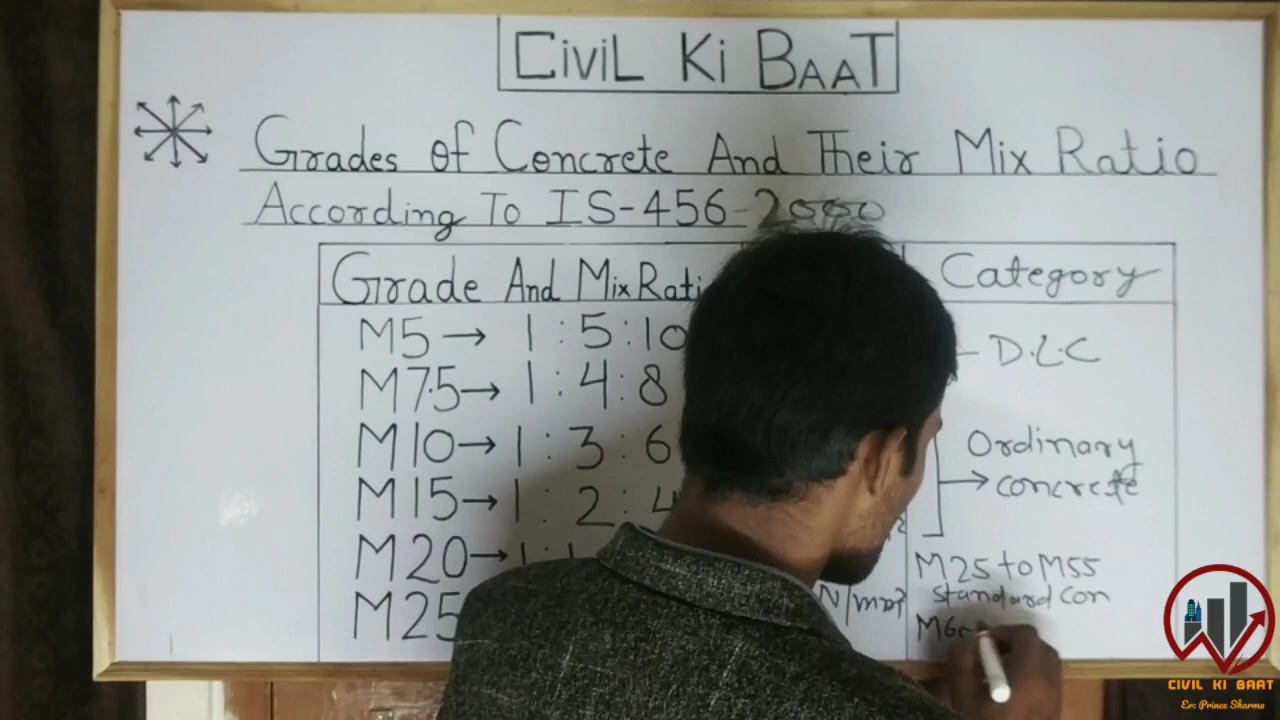 CiviL Ki BAAT
Grades Of Concrete And Their Mix Ratio
According To IS-456-2000
Grade And Mix Rati
Category
M5→ 1:5:10
D.L.C
M7.5→ 1:4:8
M10→ 1:3:6
Ordinary
M15→ 1:2:4
→concrete
M20→1:1
M25 to M55
Standard Con
M25
N/mm²
M60
CIVIL KI BAAT
Er: Prince Sharma